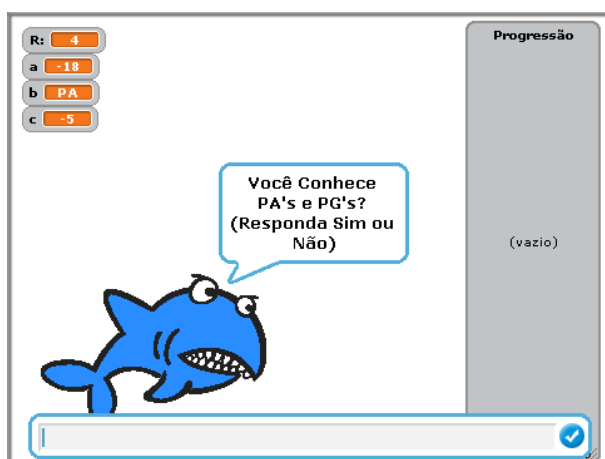 R: 4
a -18
b PA
c -5
Progressão
Você Conhece
PA's e PG's?
(Responda Sim ou
Não)
(vazio)